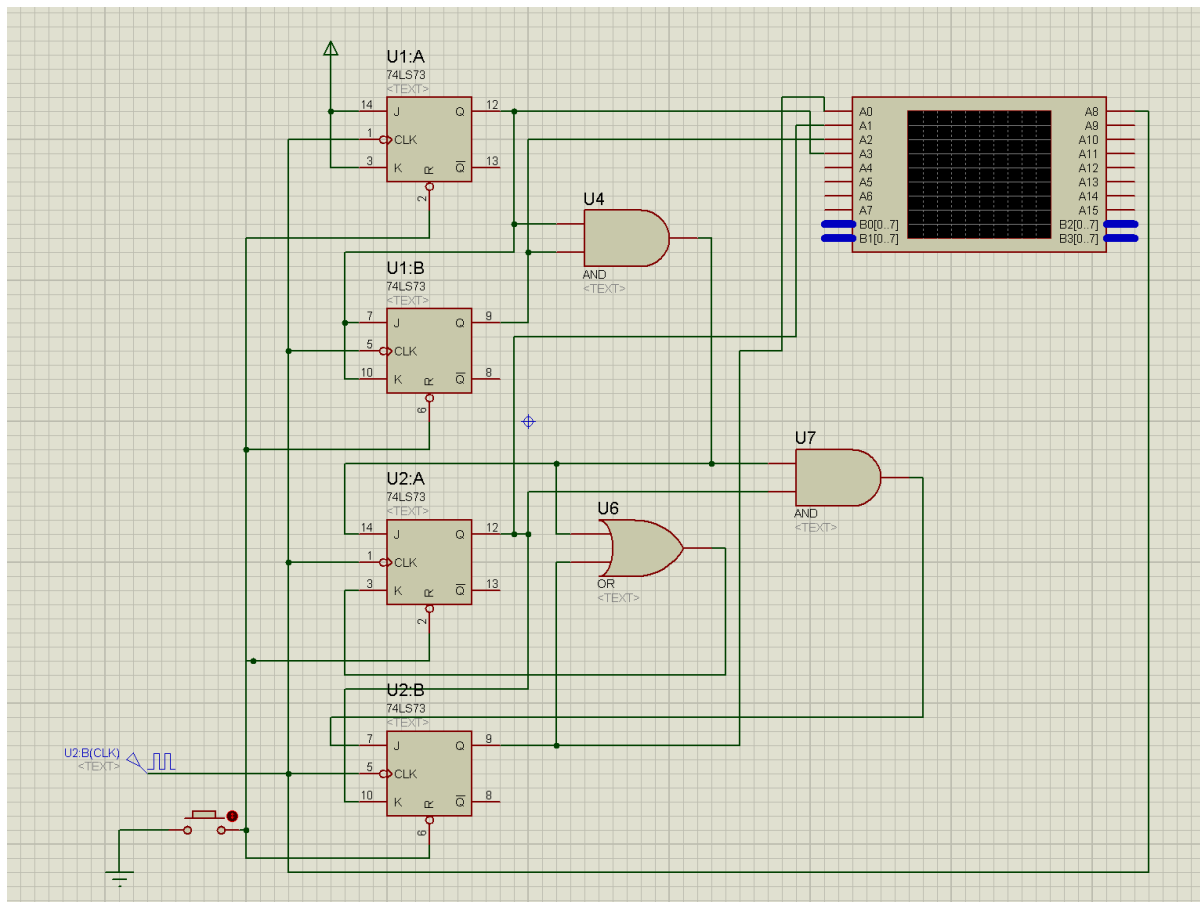 U1:A
74LS73
<TEXT>
14
J
Q
12
1
CLK
3
K
R
Q
13
2
U1:B
74LS73
<TEXT>
7
J
Q
9
5
CLK
10
K
R
Q
8
6
U4
AND
<TEXT>
A0
A1
A2
A3
A4
A5
A6
A7
B0[0..7]
B1[0..7]
A8
A9
A10
A11
A12
A13
A14
A15
B2[0..7]
B3[0..7]
U2:A
74LS73
<TEXT>
14
J
Q
12
1
CLK
3
K
R
Q
13
2
U6
OR
<TEXT>
U7
AND
<TEXT>
U2:B
74LS73
<TEXT>
7
J
Q
9
5
CLK
10
K
R
Q
8
6
U2:B(CLK)
<TEXT>